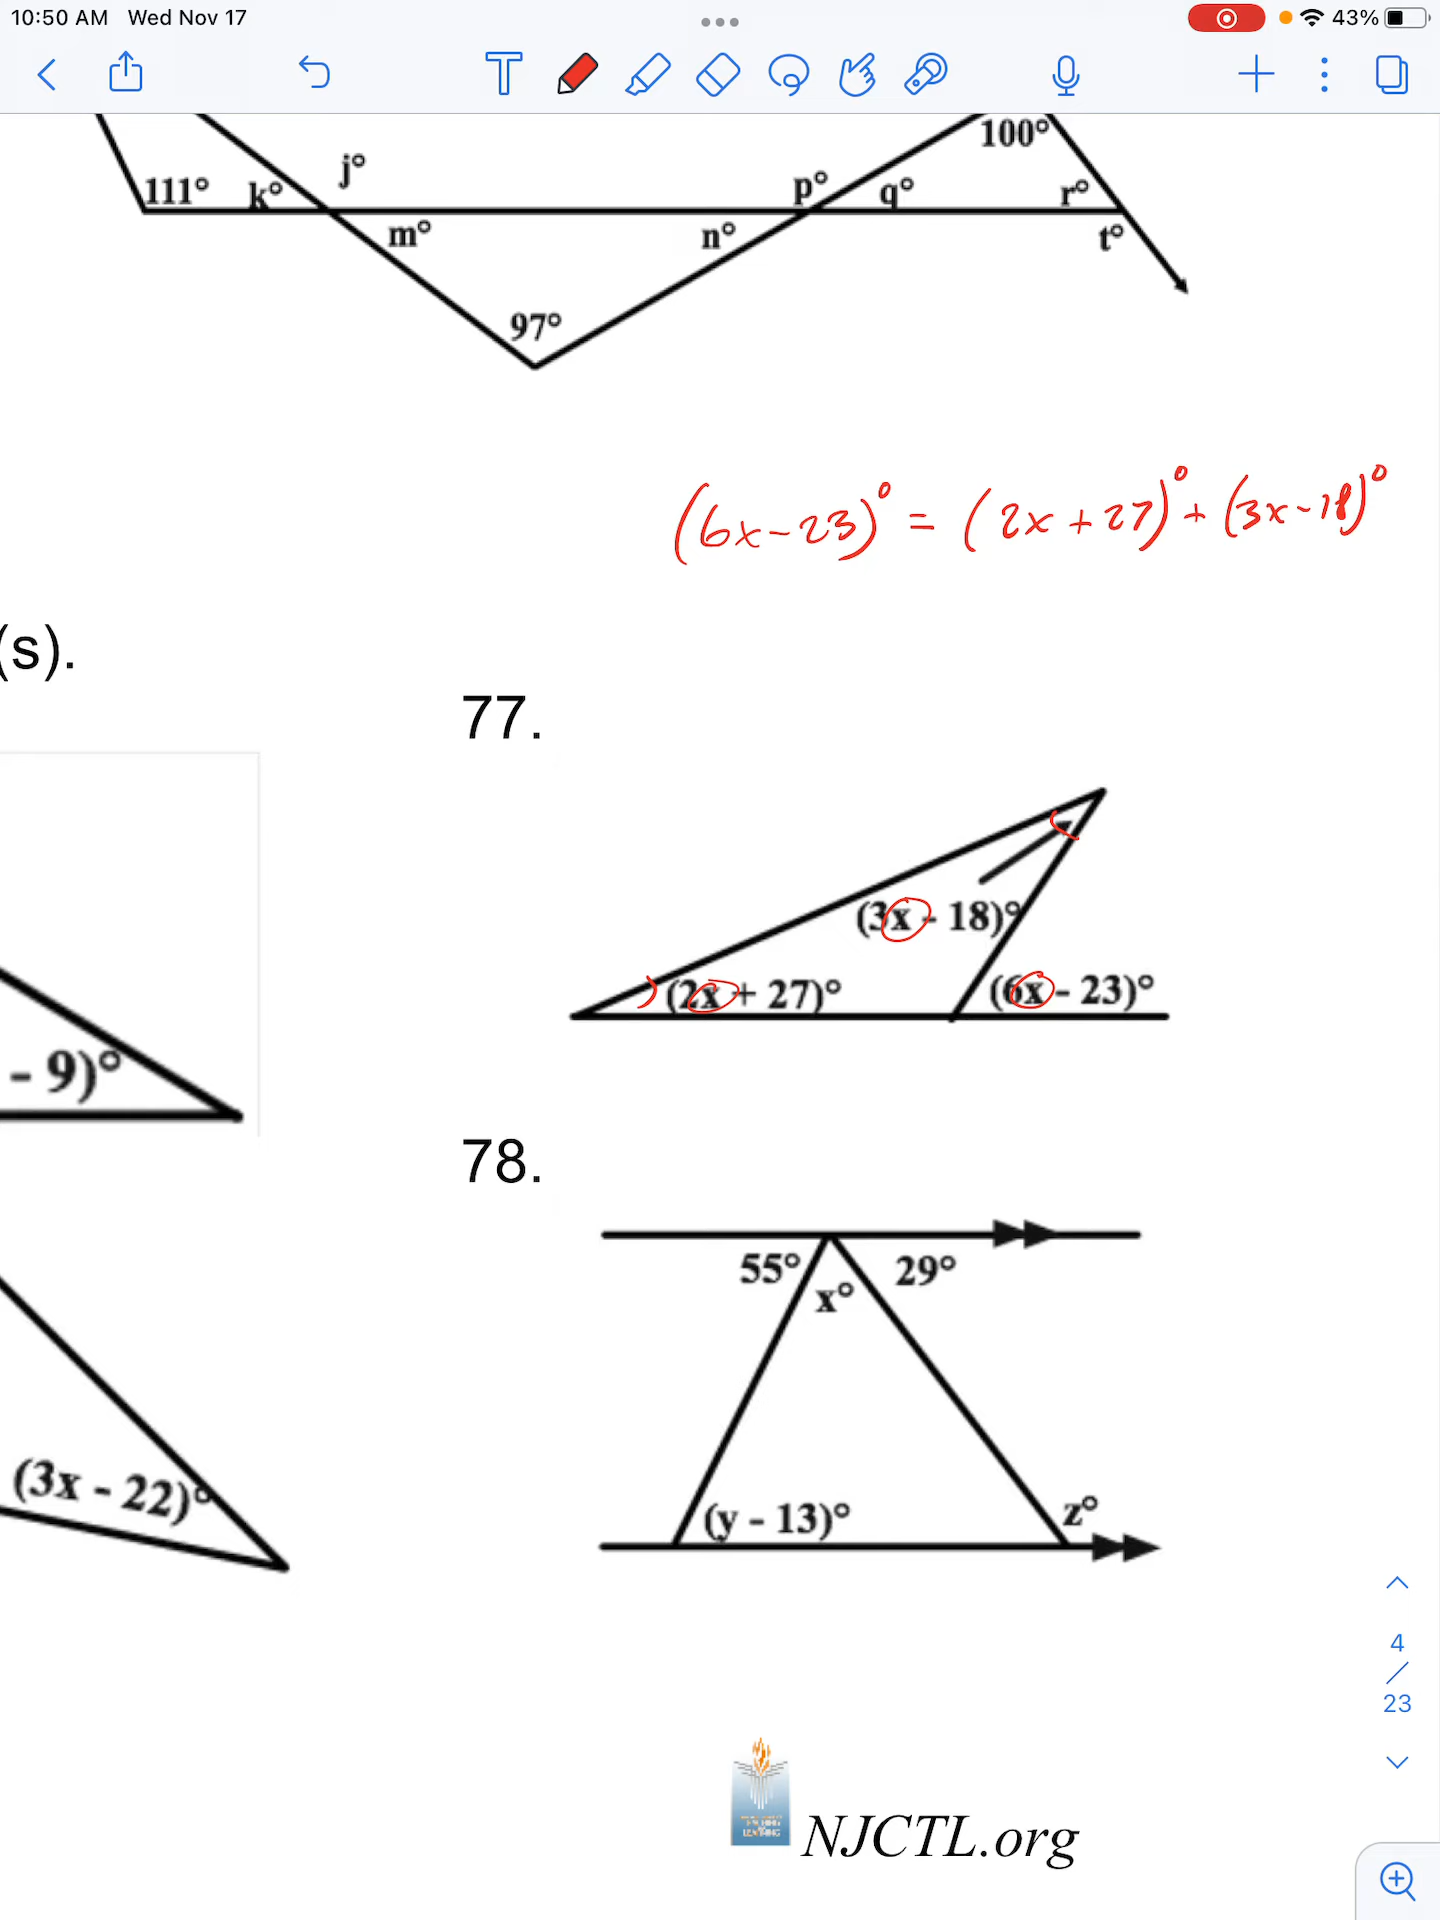 10:50 AM Wed Nov 17
43%
100°
111° k° j° p° q° r°
m° n° t°
97°
(6x-23)° = (2x+27)° + (3x-18)°
(s).
77.
(3x - 18)°
(2x + 27)° (6x - 23)°
- 9)°
78.
55° 29°
x°
(3x - 22)°
(y - 13)° z°
4
/
23
NJCTL.org